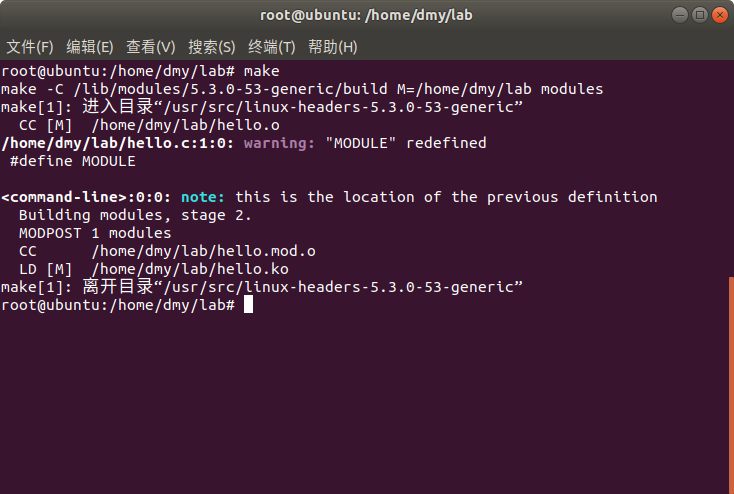 root@ubuntu: /home/dmy/lab
文件(F) 编辑(E) 查看(V) 搜索(S) 终端(T) 帮助(H)
root@ubuntu:/home/dmy/lab# make
make -C /lib/modules/5.3.0-53-generic/build M=/home/dmy/lab modules
make[1]: 进入目录“/usr/src/linux-headers-5.3.0-53-generic”
  CC [M]  /home/dmy/lab/hello.o
/home/dmy/lab/hello.c:1:0: warning: "MODULE" redefined
 #define MODULE
<command-line>:0:0: note: this is the location of the previous definition
  Building modules, stage 2.
  MODPOST 1 modules
  CC      /home/dmy/lab/hello.mod.o
  LD [M]  /home/dmy/lab/hello.ko
make[1]: 离开目录“/usr/src/linux-headers-5.3.0-53-generic”
root@ubuntu:/home/dmy/lab#